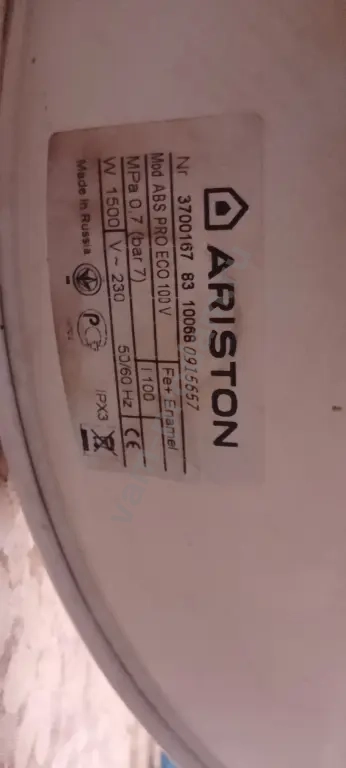 ARISTON
Nr 3700167 83 10068 0915657
Mod ABS PRO ECO 100 V Fe+ Enamel
MPa 0,7 (bar 7) l 100
W 1500 V ~ 230 50/60 Hz CE
Made in Russia IPX3